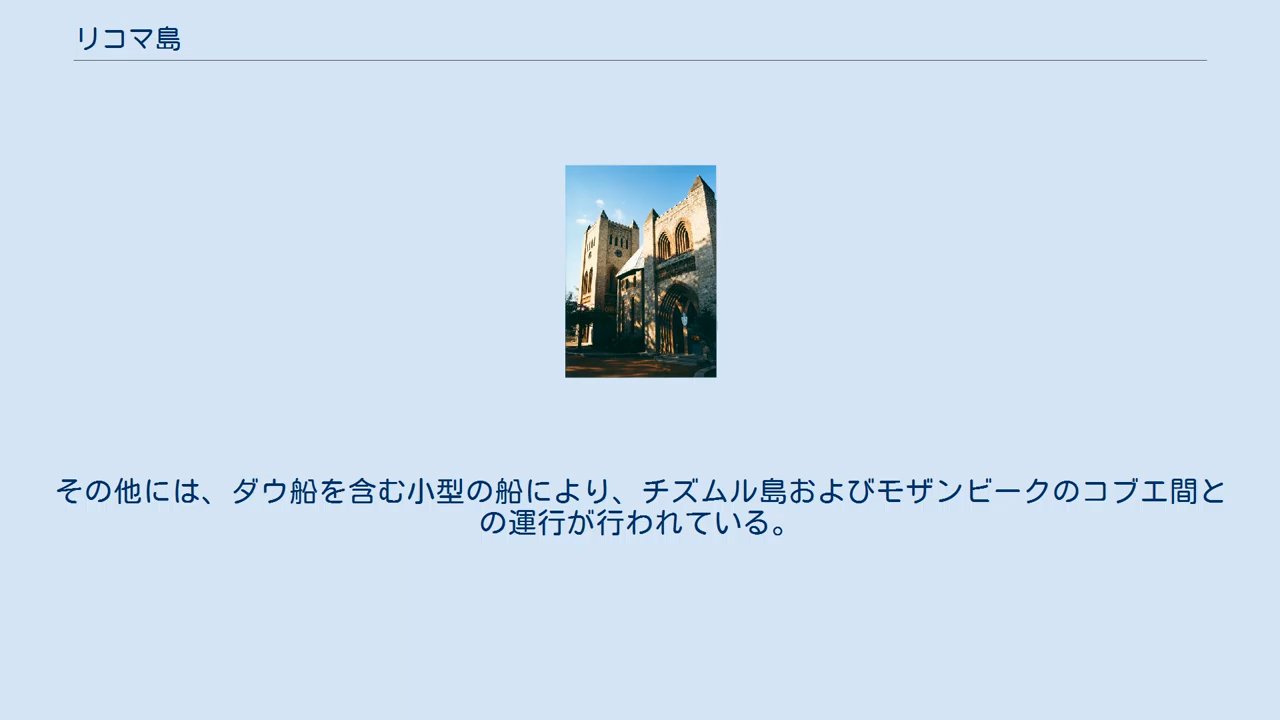 リコマ島
その他には、ダウ船を含む小型の船により、チズムル島およびモザンビークのコブエ間と
の運行が行われている。